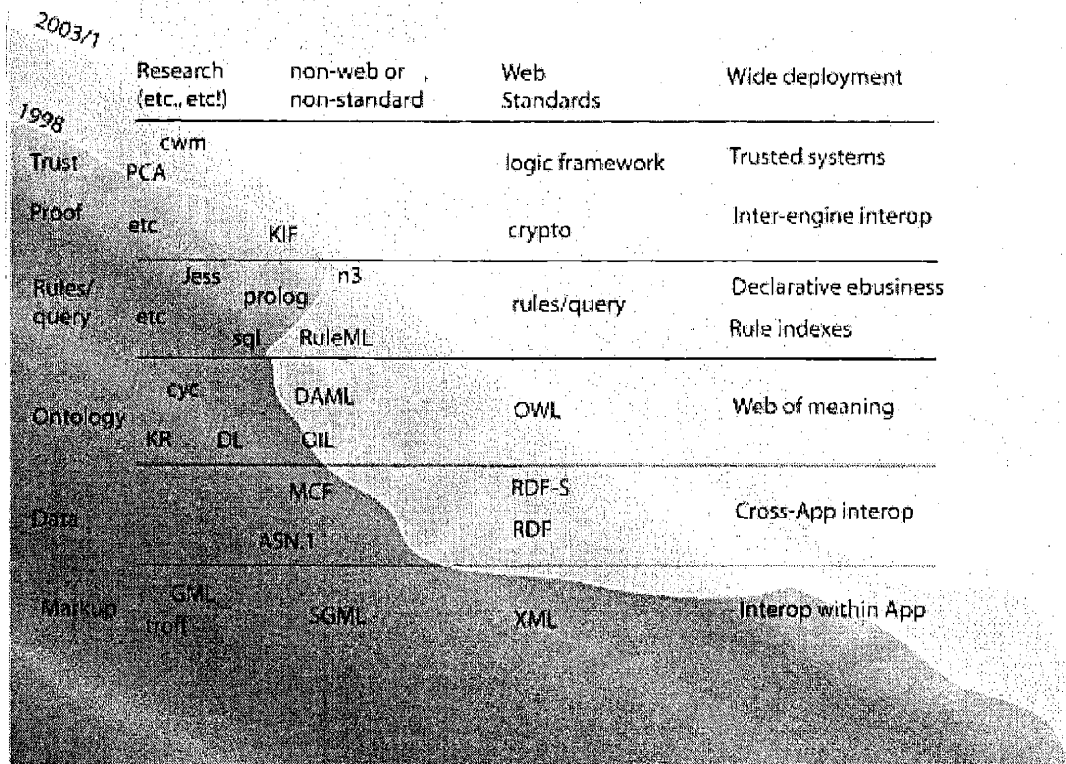 2003/1
Research non-web or Web Wide deployment
(etc., etc!) non-standard Standards
1998
cwm
Trust PCA logic framework Trusted systems
Proof etc KIF crypto Inter-engine interop
Jess n3
Rules/ prolog rules/query Declarative ebusiness
query etc
sql RuleML Rule indexes
cyc DAML
Ontology OWL Web of meaning
KR DL OIL
MCF RDF-S
Data Cross-App interop
ASN.1 RDF
GML
Markup SGML XML Interop within App
troff